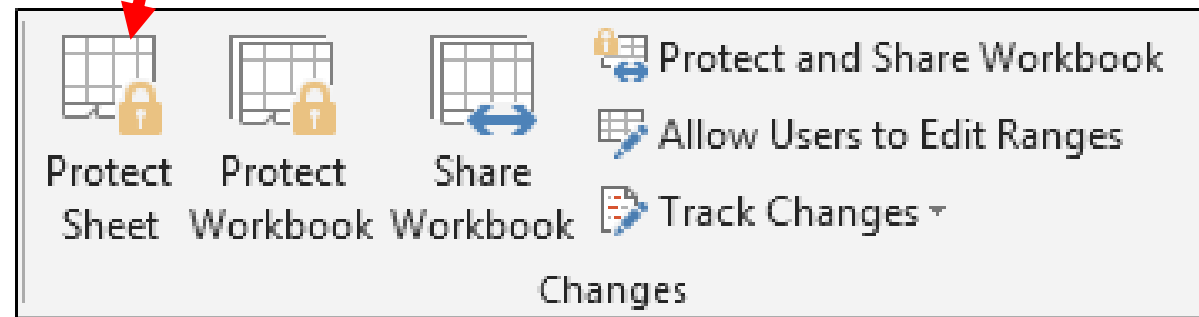 Protect
Sheet
Protect
Workbook
Share
Workbook
Protect and Share Workbook
Allow Users to Edit Ranges
Track Changes
Changes